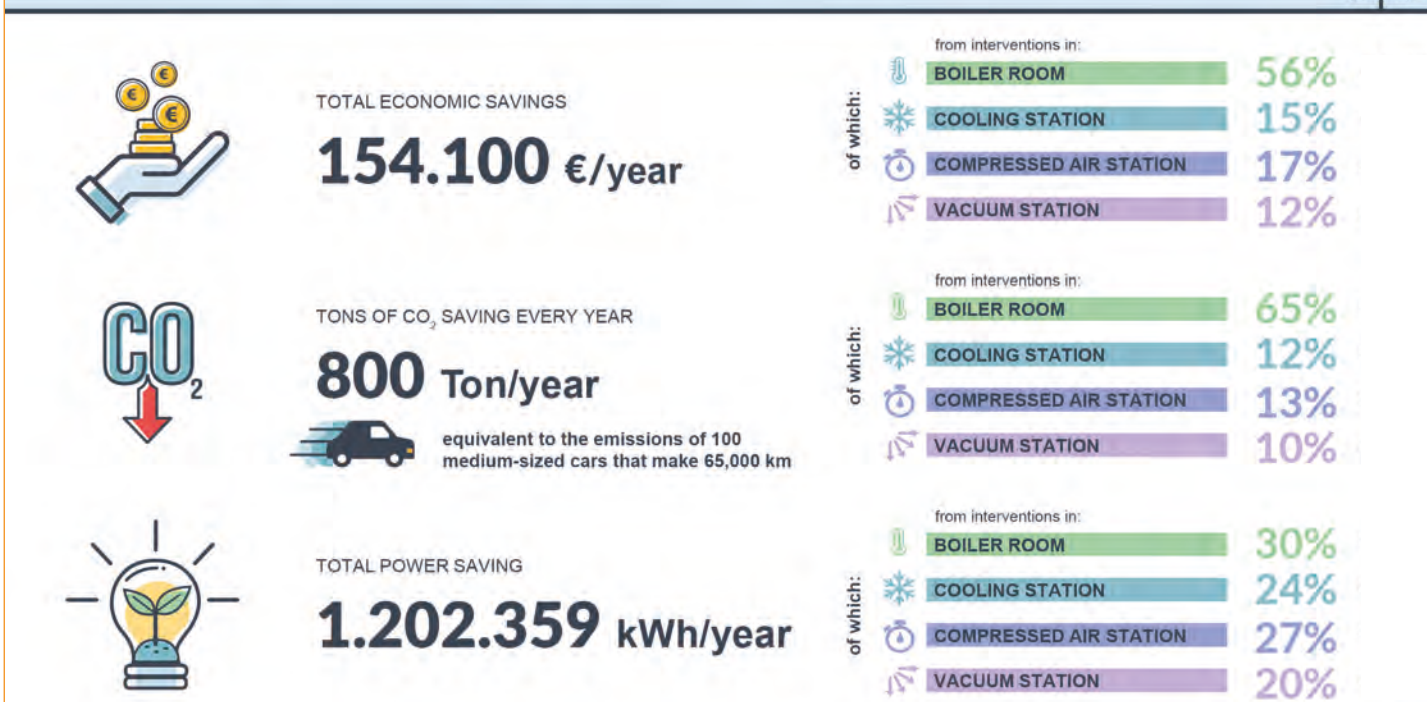 TOTAL ECONOMIC SAVINGS
154.100 €/year
of which:
from interventions in:
BOILER ROOM 56%
COOLING STATION 15%
COMPRESSED AIR STATION 17%
VACUUM STATION 12%
CO2
TONS OF CO2 SAVING EVERY YEAR
800 Ton/year
equivalent to the emissions of 100
medium-sized cars that make 65,000 km
of which:
from interventions in:
BOILER ROOM 65%
COOLING STATION 12%
COMPRESSED AIR STATION 13%
VACUUM STATION 10%
TOTAL POWER SAVING
1.202.359 kWh/year
of which:
from interventions in:
BOILER ROOM 30%
COOLING STATION 24%
COMPRESSED AIR STATION 27%
VACUUM STATION 20%